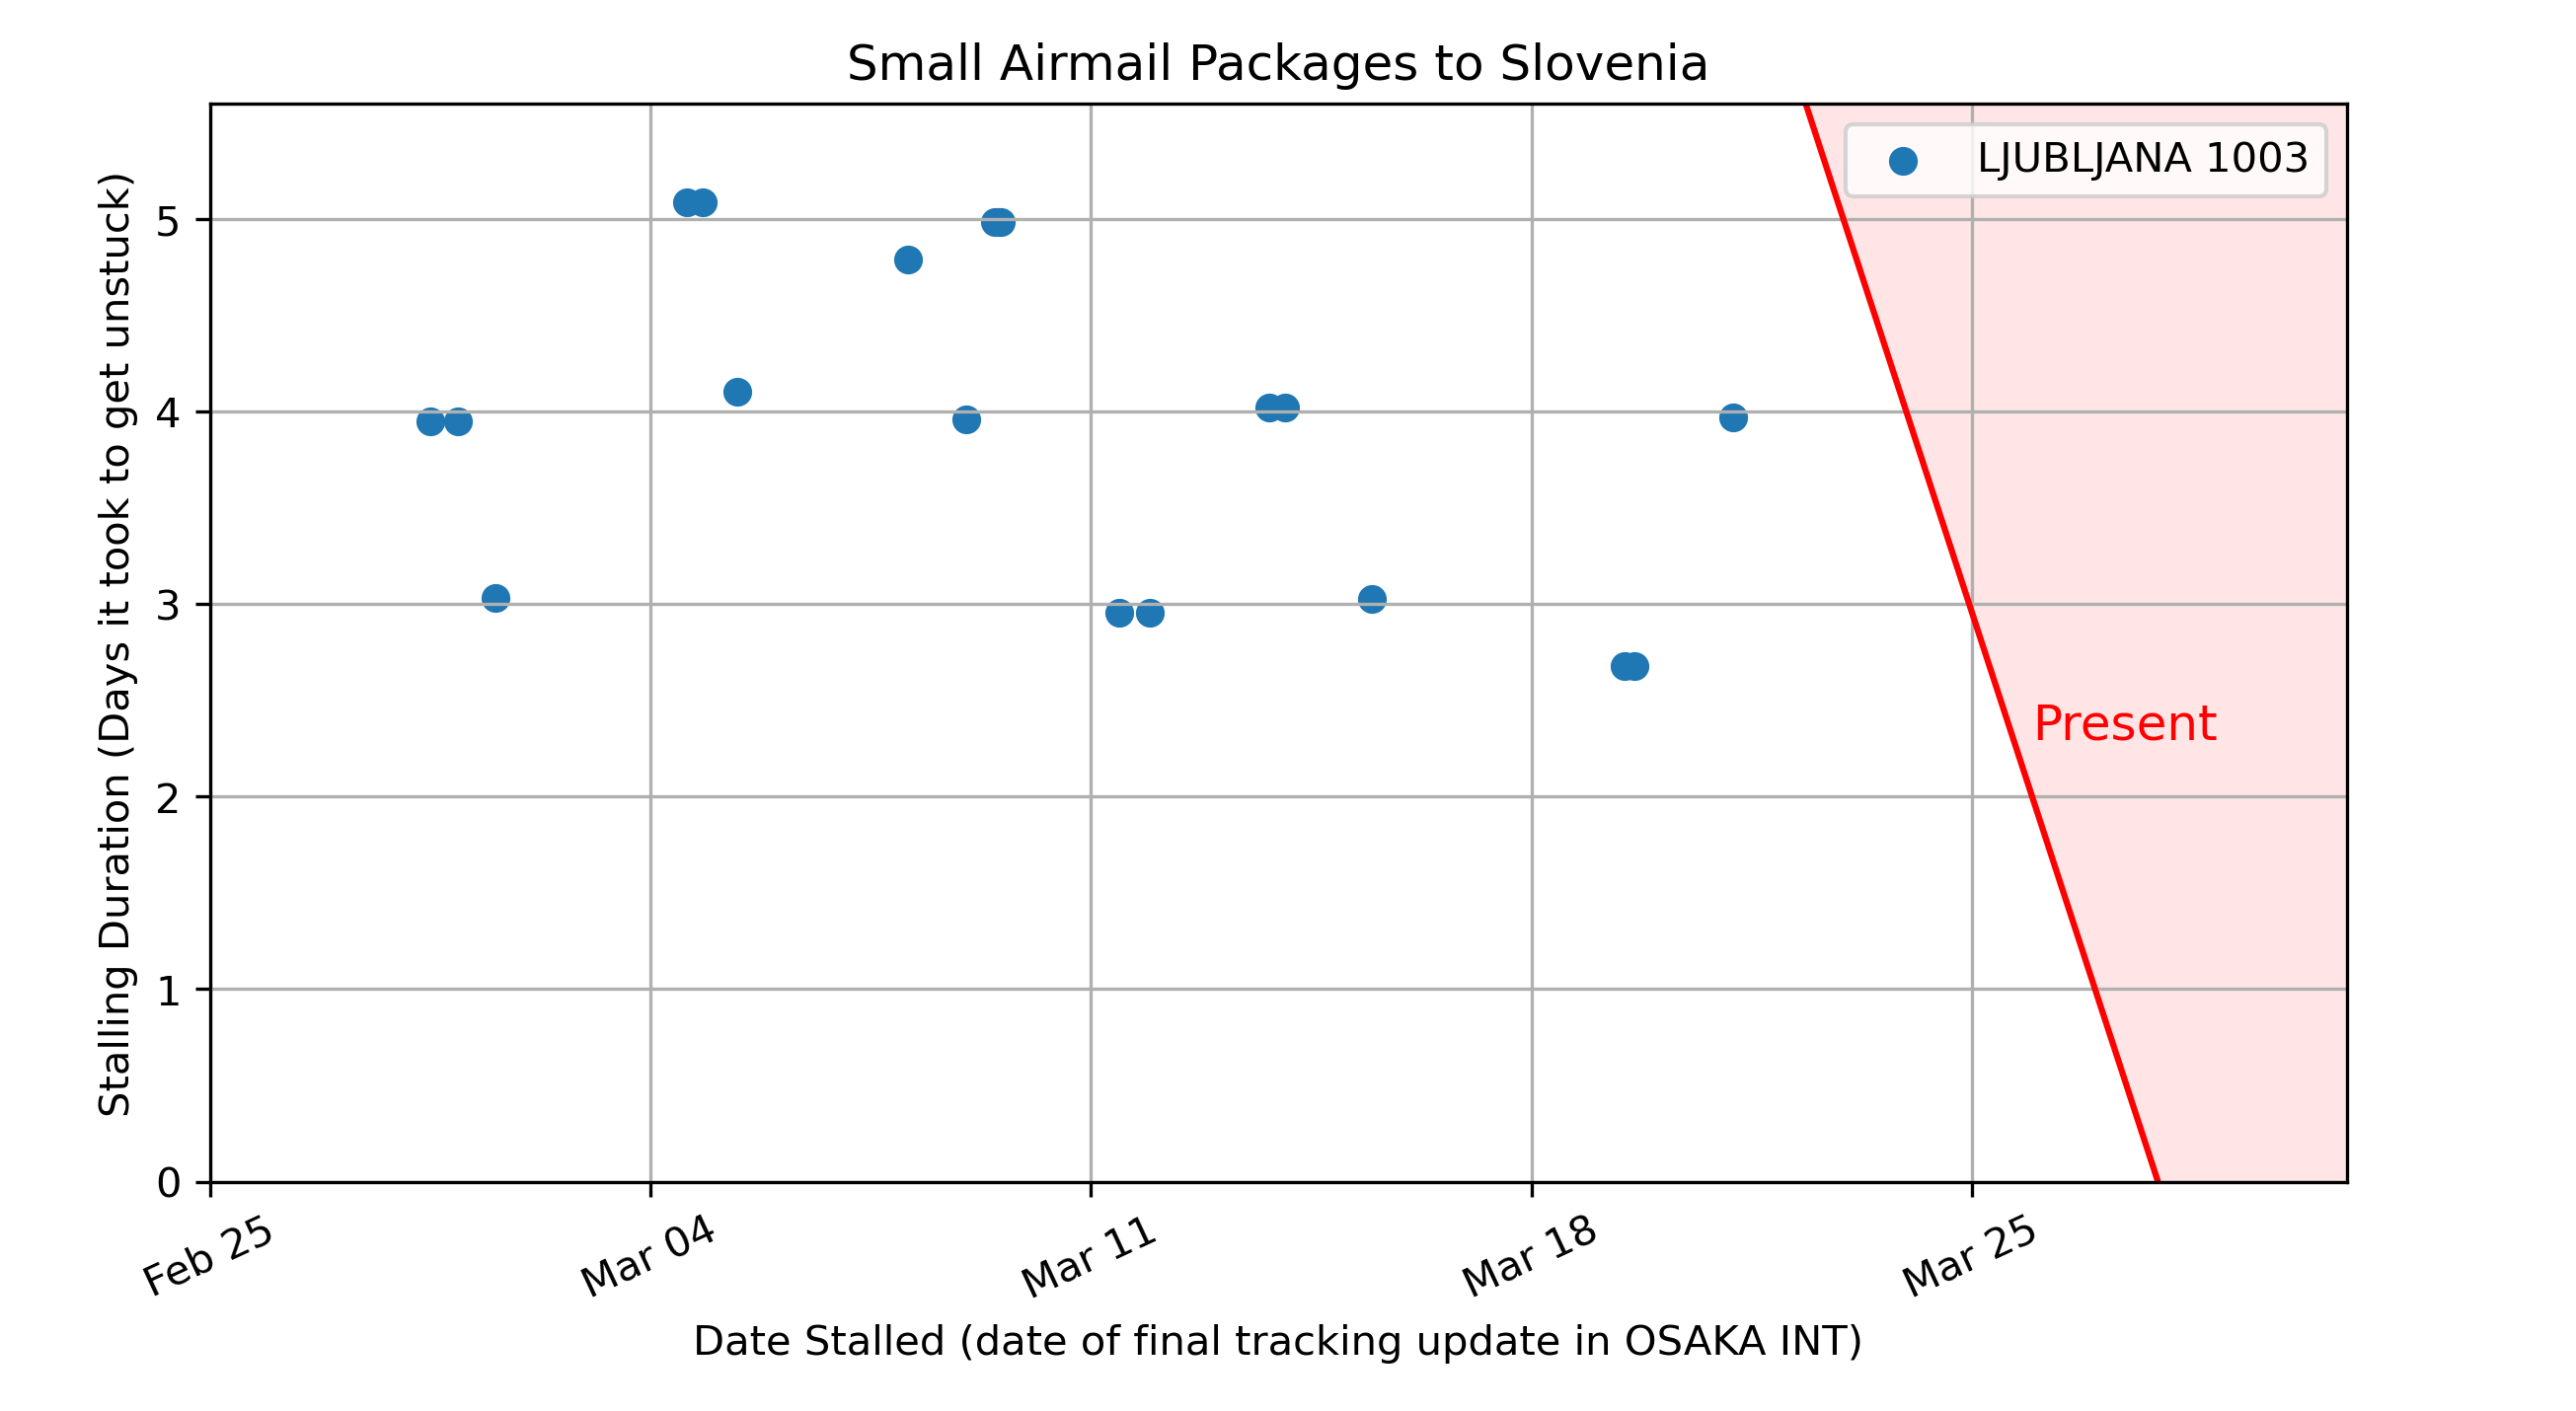 Small Airmail Packages to Slovenia
LJUBLJANA 1003
Stalling Duration (Days it took to get unstuck)
5
4
3
2
1
0
Present
Feb 25
Mar 04
Mar 11
Mar 18
Mar 25
Date Stalled (date of final tracking update in OSAKA INT)